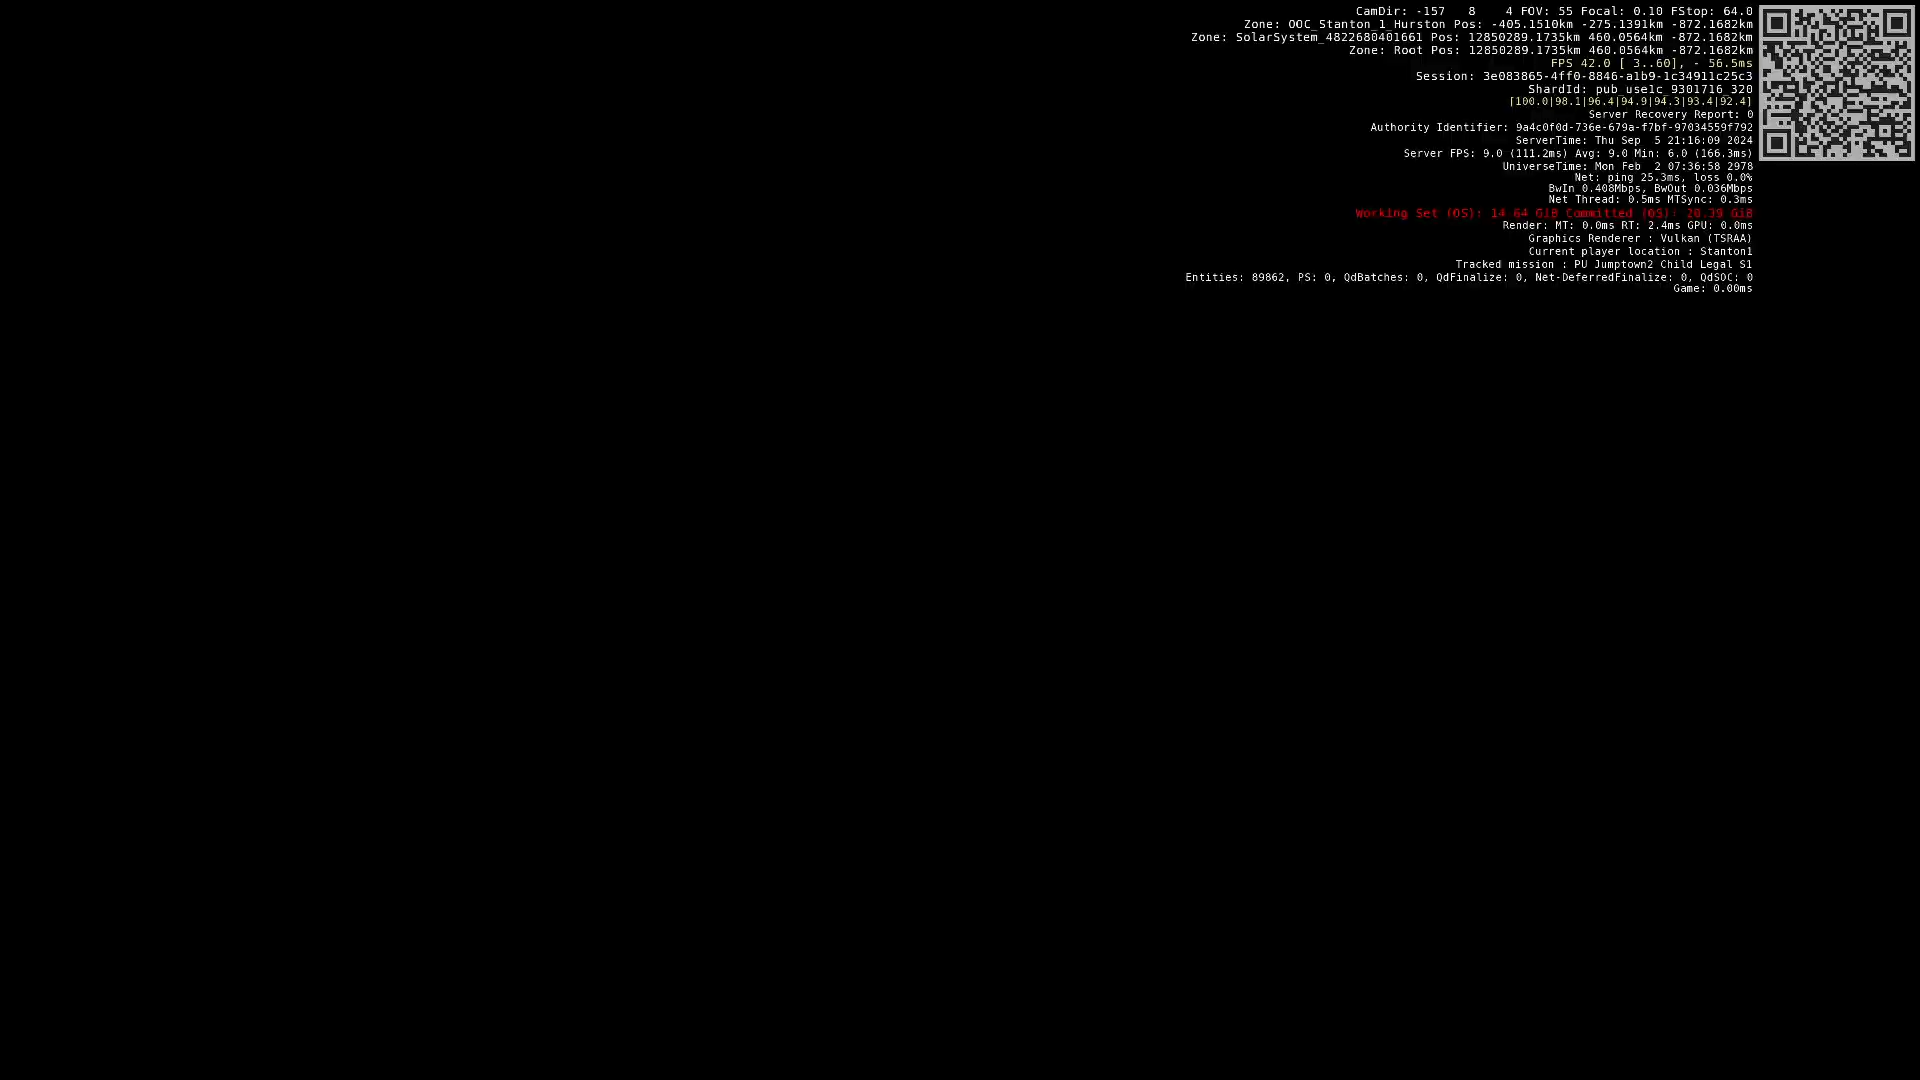 CamDir: -157 8 4 FOV: 55 Focal: 0.10 FStop: 64.0
Zone: OOC_Stanton_1_Hurston Pos: -405.1510km -275.1391km -872.1682km
Zone: SolarSystem_4822680401661 Pos: 12850289.1735km 460.0564km -872.1682km
Zone: Root Pos: 12850289.1735km 460.0564km -872.1682km
FPS 42.0 [ 3..60], - 56.5ms
Session: 3e083865-4ff0-8846-a1b9-1c34911c25c3
ShardId: pub_use1c_9301716_320
[100.0|98.1|96.4|94.9|94.3|93.4|92.4]
Server Recovery Report: 0
Authority Identifier: 9a4c0f0d-736e-679a-f7bf-97034559f792
ServerTime: Thu Sep 5 21:16:09 2024
Server FPS: 9.0 (111.2ms) Avg: 9.0 Min: 6.0 (166.3ms)
UniverseTime: Mon Feb 2 07:36:58 2978
Net: ping 25.3ms, loss 0.0%
BwIn 0.408Mbps, BwOut 0.036Mbps
Net Thread: 0.5ms MTSync: 0.3ms
Working Set (OS): 14.64 GiB Committed (OS): 20.39 GiB
Render: MT: 0.0ms RT: 2.4ms GPU: 0.0ms
Graphics Renderer : Vulkan (TSRAA)
Current player location : Stanton1
Tracked mission : PU Jumptown2 Child Legal S1
Entities: 89862, PS: 0, QdBatches: 0, QdFinalize: 0, Net-DeferredFinalize: 0, QdSOC: 0
Game: 0.00ms